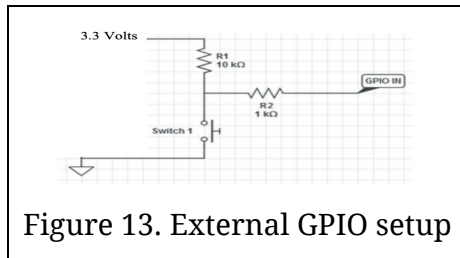 3.3 Volts
R1
10 kΩ
GPIO IN
R2
1 kΩ
Switch 1
Figure 13. External GPIO setup